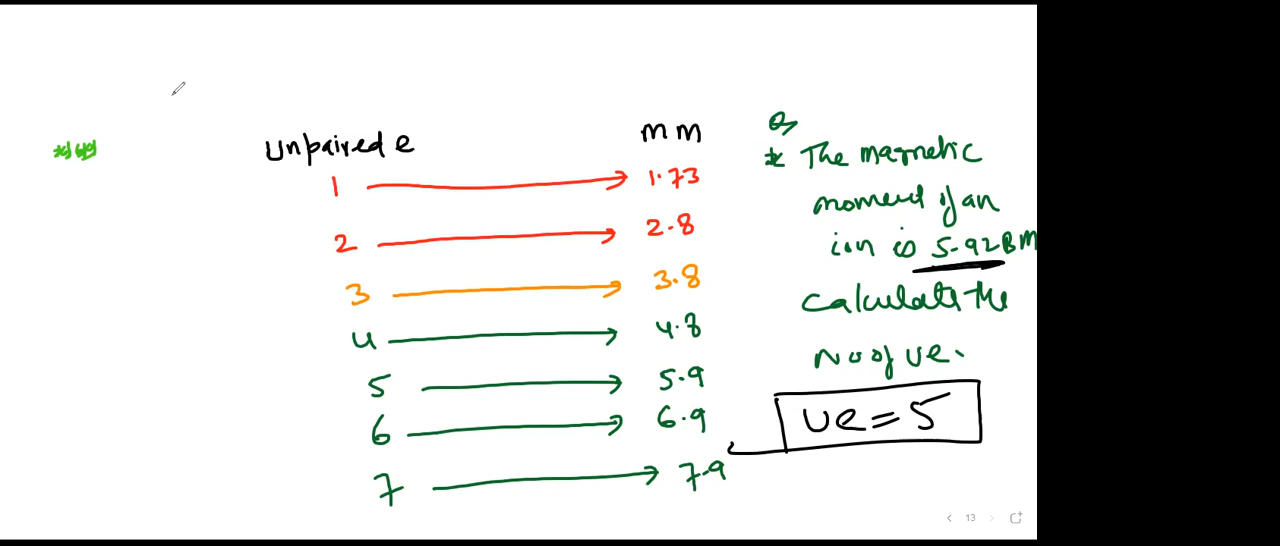 Unpaired e mm
1 → 1.73
2 → 2.8
3 → 3.8
4 → 4.8
5 → 5.9
6 → 6.9
7 → 7.9
Q
* The magnetic
moment of an
ion is 5.92 BM
calculate the
No of ue.
ue = 5
13